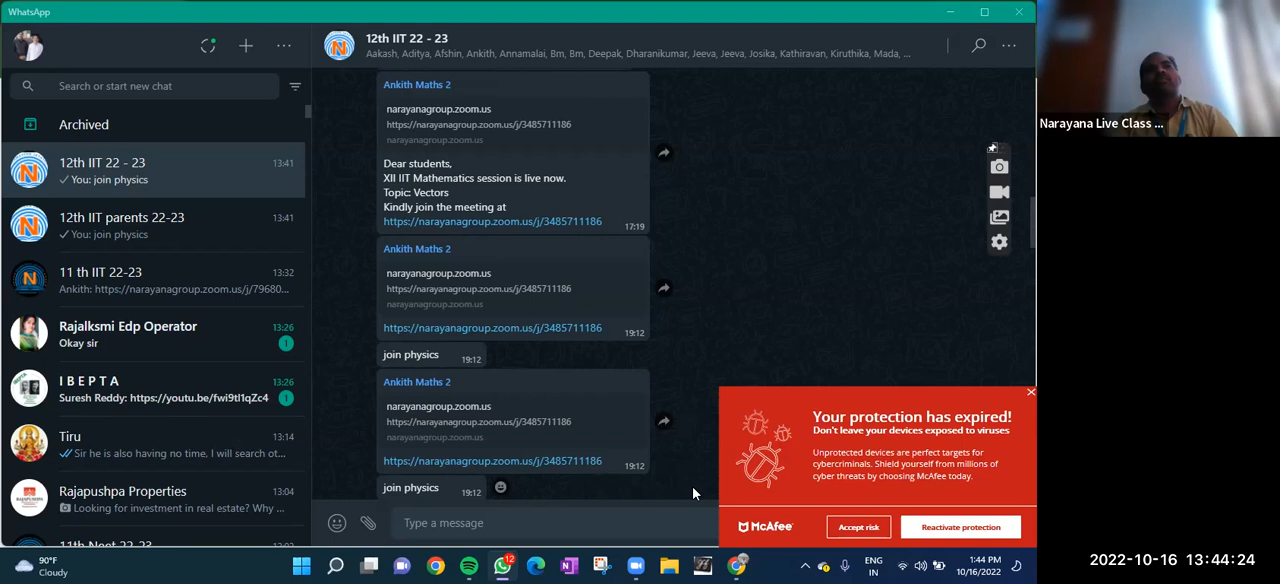 WhatsApp
Search or start new chat
Archived
12th IIT 22 - 23 13:41
You: join physics
12th IIT parents 22-23 13:41
You: join physics
11 th IIT 22-23 13:32
Ankith: https://narayanagroup.zoom.us/j/79680...
Rajalksmi Edp Operator 13:26
Okay sir 1
I B E P T A 13:26
Suresh Reddy: https://youtu.be/fwi9tl1qZc4 1
Tiru 13:14
Sir he is also having no time, I will search ot...
Rajapushpa Properties 13:04
Looking for investment in real estate? Why ...
12th IIT 22 - 23
Aakash, Aditya, Afshin, Ankith, Annamalai, Bm, Bm, Deepak, Dharanikumar, Jeeva, Jeeva, Josika, Kathiravan, Kiruthika, Mada, ...
Ankith Maths 2
narayanagroup.zoom.us
https://narayanagroup.zoom.us/j/3485711186
narayanagroup.zoom.us
Dear students,
XII IIT Mathematics session is live now.
Topic: Vectors
Kindly join the meeting at
https://narayanagroup.zoom.us/j/3485711186 17:19
Ankith Maths 2
narayanagroup.zoom.us
https://narayanagroup.zoom.us/j/3485711186
narayanagroup.zoom.us
https://narayanagroup.zoom.us/j/3485711186 19:12
join physics 19:12
Ankith Maths 2
narayanagroup.zoom.us
https://narayanagroup.zoom.us/j/3485711186
narayanagroup.zoom.us
https://narayanagroup.zoom.us/j/3485711186 19:12
join physics 19:12
Type a message
Your protection has expired!
Don't leave your devices exposed to viruses
Unprotected devices are perfect targets for
cybercriminals. Shield yourself from millions of
cyber threats by choosing McAfee today.
McAfee Accept risk Reactivate protection
Narayana Live Class ...
90°F
Cloudy
12
ENG
IN
1:44 PM
10/16/2022
2022-10-16 13:44:24